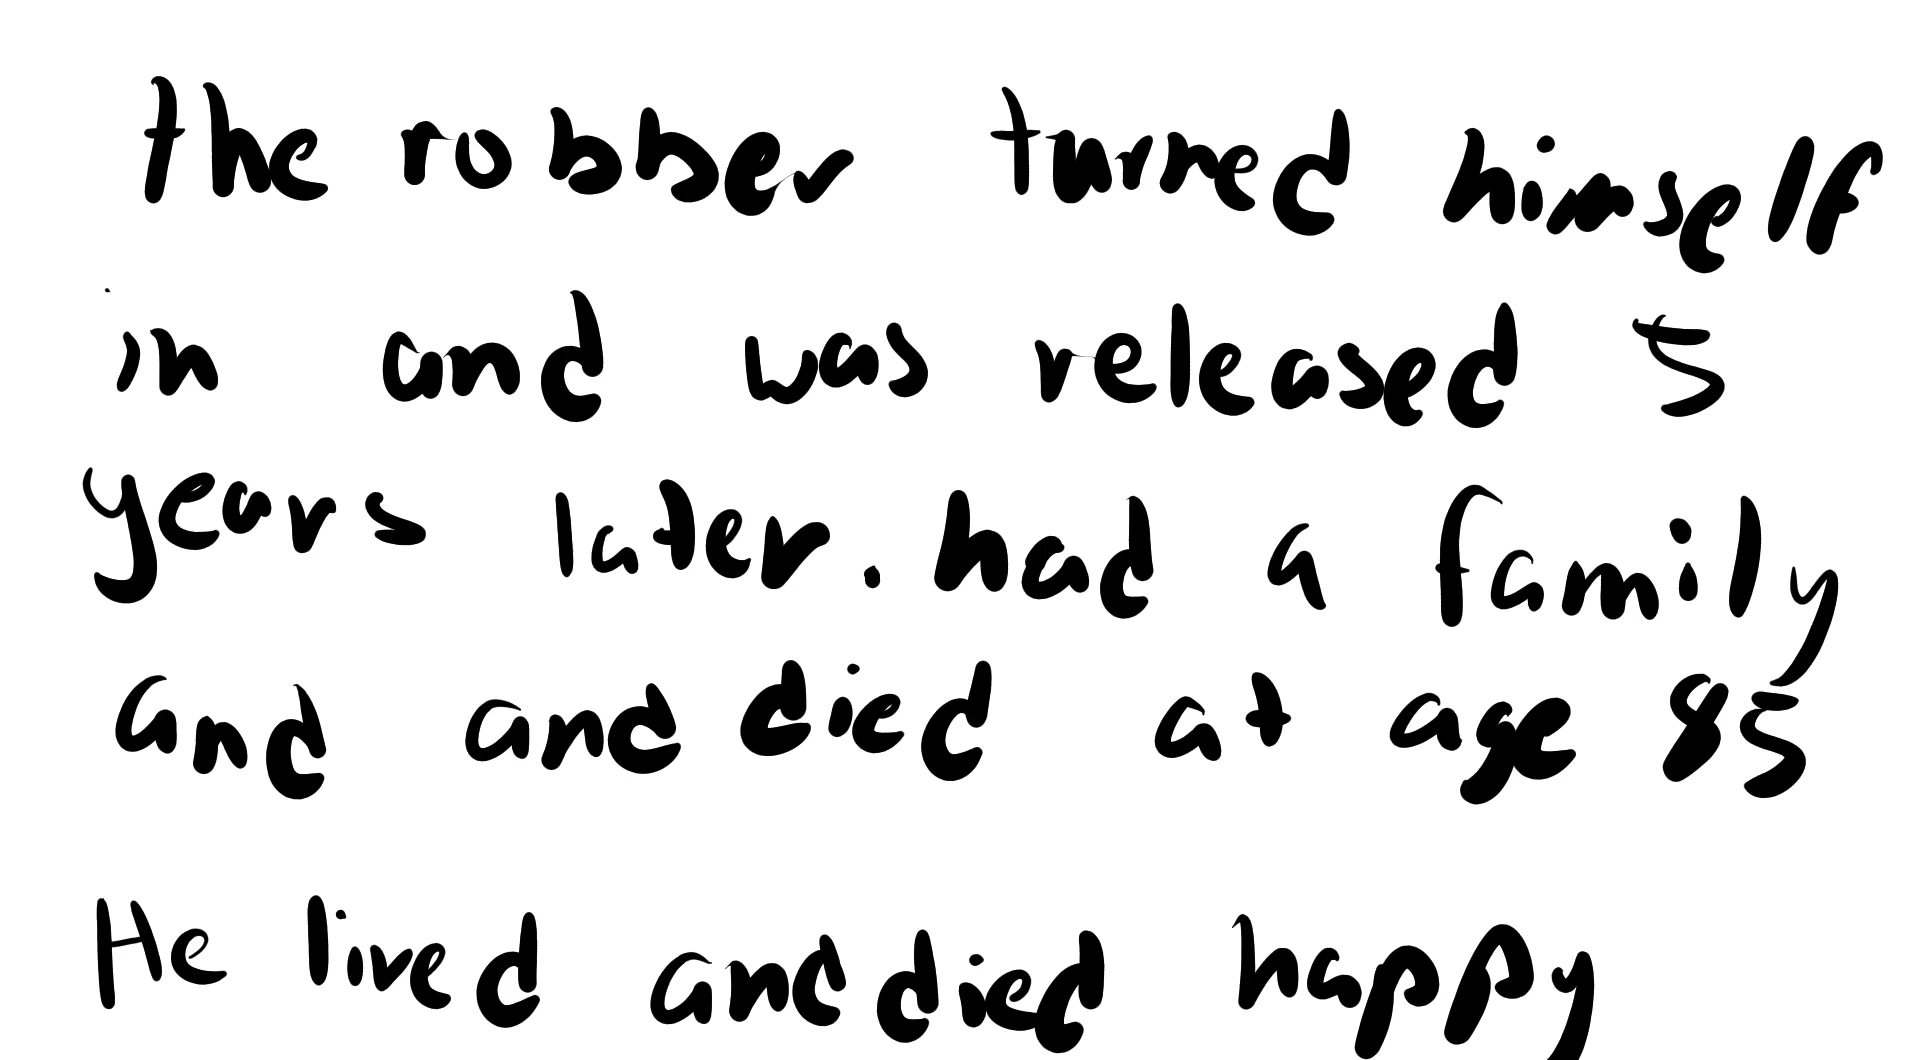 the robber turned himself
in and was released 5
years later. had a family
and and died at age 85
He lived and died happy